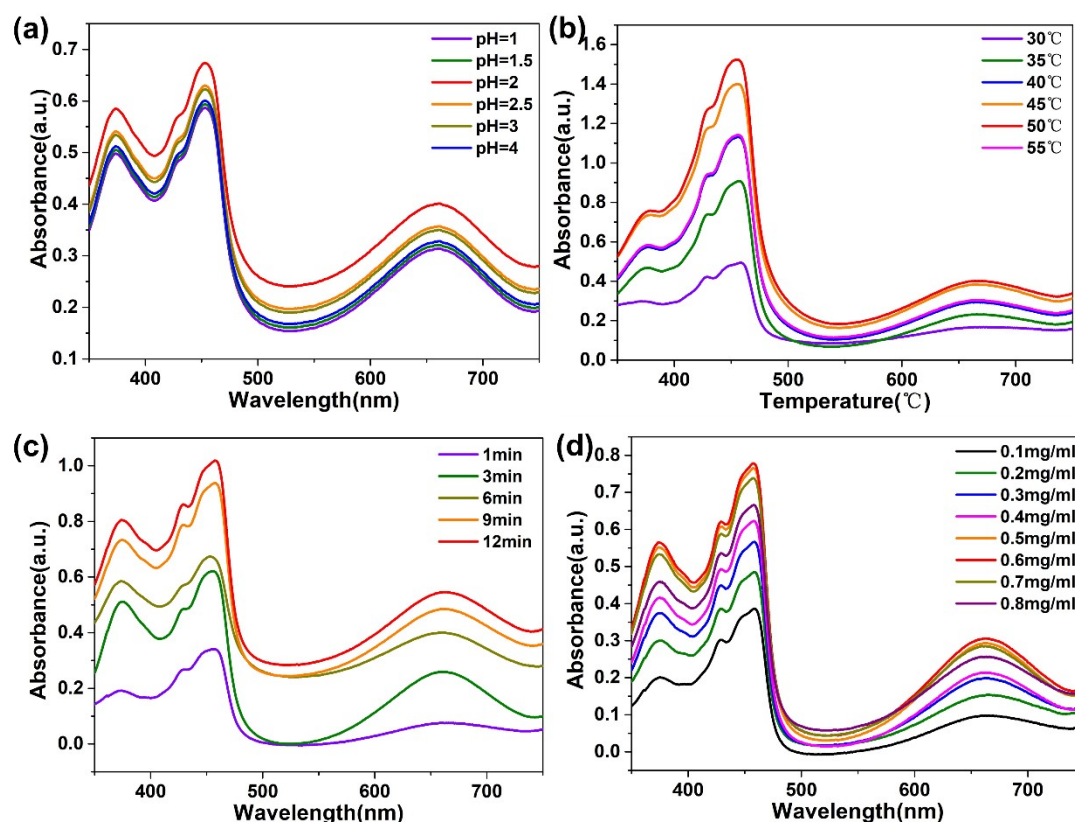 (a)
pH=1
pH=1.5
pH=2
pH=2.5
pH=3
pH=4
0.7
0.6
0.5
0.4
0.3
0.2
0.1
Absorbance(a.u.)
400
500
600
700
Wavelength(nm)
(b)
30℃
35℃
40℃
45℃
50℃
55℃
1.6
1.4
1.2
1.0
0.8
0.6
0.4
0.2
0.0
Absorbance(a.u.)
400
500
600
700
Temperature(℃)
(c)
1min
3min
6min
9min
12min
1.0
0.8
0.6
0.4
0.2
0.0
Absorbance(a.u.)
400
500
600
700
Wavelength(nm)
(d)
0.1mg/ml
0.2mg/ml
0.3mg/ml
0.4mg/ml
0.5mg/ml
0.6mg/ml
0.7mg/ml
0.8mg/ml
0.8
0.7
0.6
0.5
0.4
0.3
0.2
0.1
0.0
Absorbance(a.u.)
400
500
600
700
Wavelength(nm)